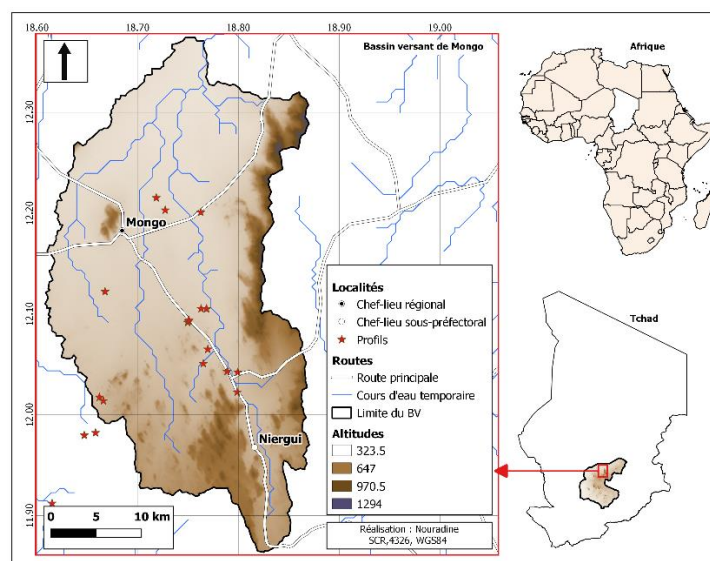 18.60
18.70
18.80
18.90
19.00
Bassin versant de Mongo
Afrique
12.30
12.20
Mongo
12.10
12.00
11.90
Niergui
Localités
Chef-lieu régional
Chef-lieu sous-préfectoral
Profils
Routes
Route principale
Cours d'eau temporaire
Limite du BV
Altitudes
323.5
647
970.5
1294
0 5 10 km
Réalisation : Nouradine
SCR,4326, WGS84
Tchad